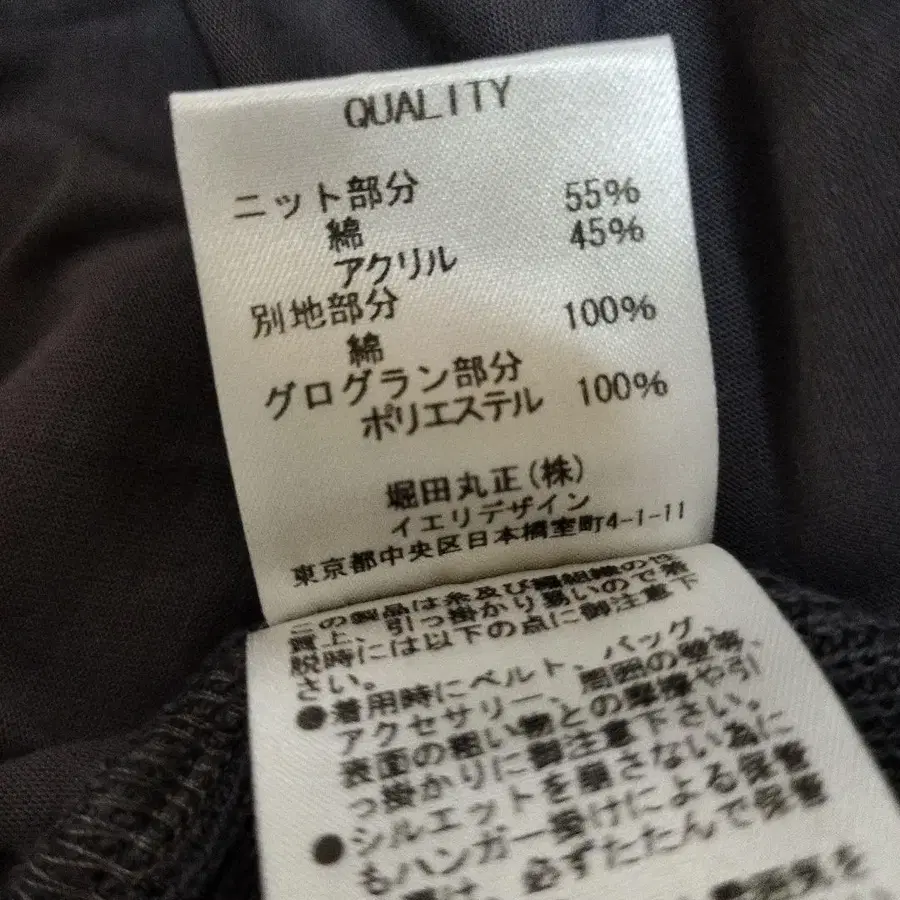 QUALITY
ニット部分 55%
綿 45%
アクリル
別地部分 100%
綿
グログラン部分 100%
ポリエステル
堀田丸正(株)
イエリデザイン
東京都中央区日本橋室町4-1-11
この製品は糸及び編組織の性
質上、引っ掛かり易いので着
脱時には以下の点に御注意下
さい。
●着用時にベルト、バッグ、
アクセサリー、周囲の壁等、
表面の粗い物との摩擦や引
っ掛かりに御注意下さい。
●シルエットを崩さない為に
もハンガー掛けによる保管
は避け、必ずたたんで保管